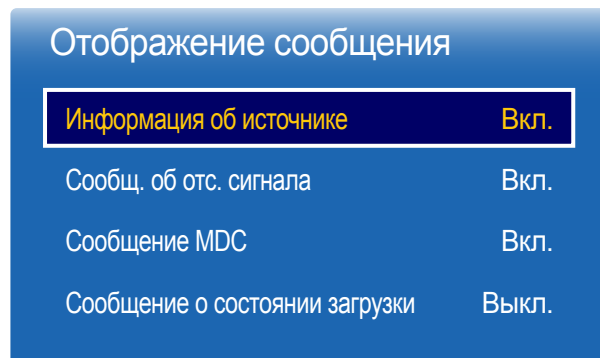 Отображение сообщения
Информация об источнике Вкл.
Сообщ. об отс. сигнала Вкл.
Сообщение MDC Вкл.
Сообщение о состоянии загрузки Выкл.